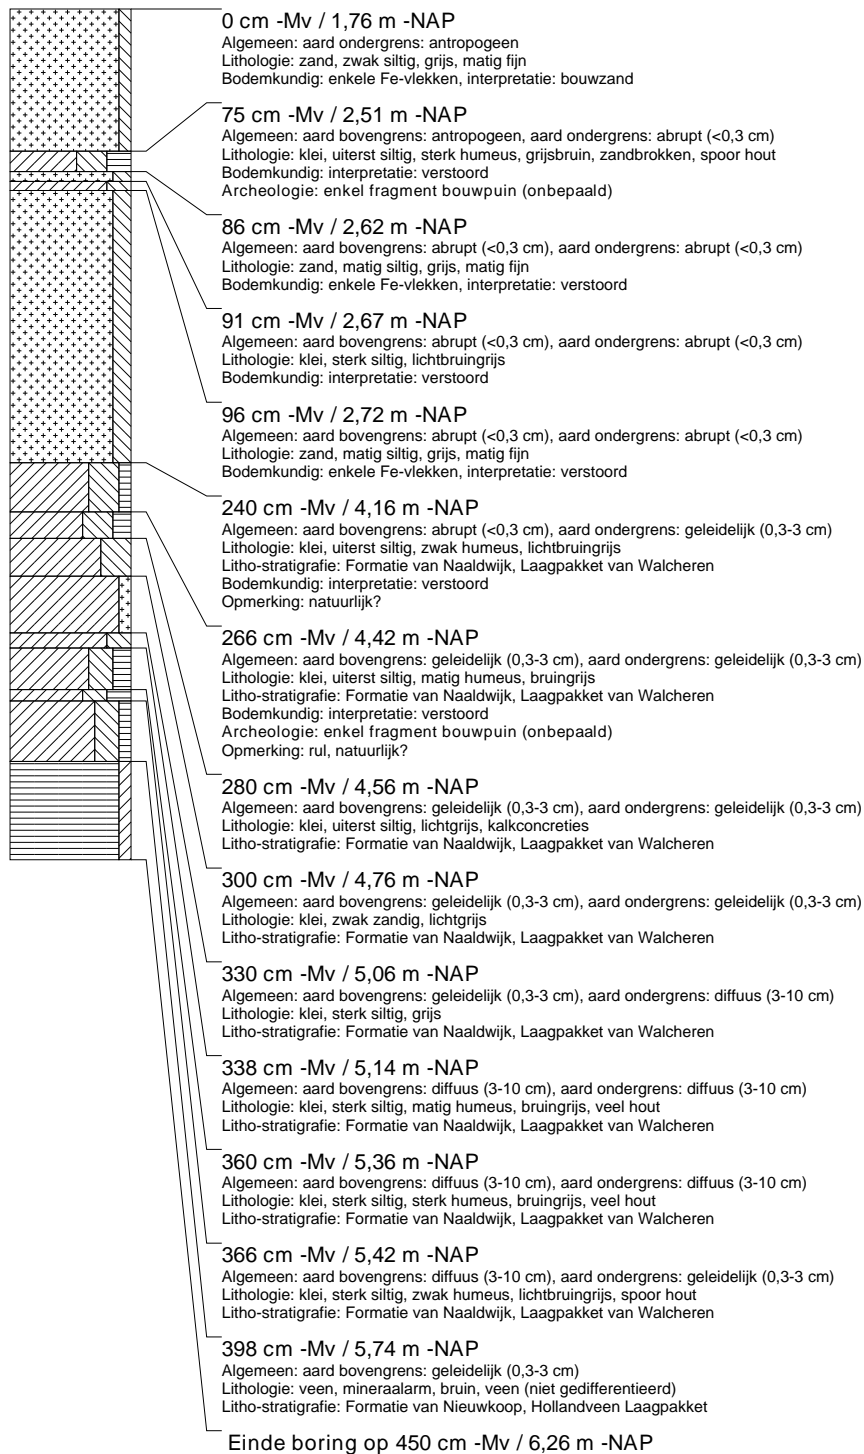 0 cm -Mv / 1,76 m -NAP
Algemeen: aard ondergrens: antropogeen
Lithologie: zand, zwak siltig, grijs, matig fijn
Bodemkundig: enkele Fe-vlekken, interpretatie: bouwzand
75 cm -Mv / 2,51 m -NAP
Algemeen: aard bovengrens: antropogeen, aard ondergrens: abrupt (<0,3 cm)
Lithologie: klei, uiterst siltig, sterk humeus, grijsbruin, zandbrokken, spoor hout
Bodemkundig: interpretatie: verstoord
Archeologie: enkel fragment bouwpuin (onbepaald)
86 cm -Mv / 2,62 m -NAP
Algemeen: aard bovengrens: abrupt (<0,3 cm), aard ondergrens: abrupt (<0,3 cm)
Lithologie: zand, matig siltig, grijs, matig fijn
Bodemkundig: enkele Fe-vlekken, interpretatie: verstoord
91 cm -Mv / 2,67 m -NAP
Algemeen: aard bovengrens: abrupt (<0,3 cm), aard ondergrens: abrupt (<0,3 cm)
Lithologie: klei, sterk siltig, lichtbruingrijs
Bodemkundig: interpretatie: verstoord
96 cm -Mv / 2,72 m -NAP
Algemeen: aard bovengrens: abrupt (<0,3 cm), aard ondergrens: abrupt (<0,3 cm)
Lithologie: zand, matig siltig, grijs, matig fijn
Bodemkundig: enkele Fe-vlekken, interpretatie: verstoord
240 cm -Mv / 4,16 m -NAP
Algemeen: aard bovengrens: abrupt (<0,3 cm), aard ondergrens: geleidelijk (0,3-3 cm)
Lithologie: klei, uiterst siltig, zwak humeus, lichtbruingrijs
Litho-stratigrafie: Formatie van Naaldwijk, Laagpakket van Walcheren
Bodemkundig: interpretatie: verstoord
Opmerking: natuurlijk?
266 cm -Mv / 4,42 m -NAP
Algemeen: aard bovengrens: geleidelijk (0,3-3 cm), aard ondergrens: geleidelijk (0,3-3 cm)
Lithologie: klei, uiterst siltig, matig humeus, bruingrijs
Litho-stratigrafie: Formatie van Naaldwijk, Laagpakket van Walcheren
Bodemkundig: interpretatie: verstoord
Archeologie: enkel fragment bouwpuin (onbepaald)
Opmerking: rul, natuurlijk?
280 cm -Mv / 4,56 m -NAP
Algemeen: aard bovengrens: geleidelijk (0,3-3 cm), aard ondergrens: geleidelijk (0,3-3 cm)
Lithologie: klei, uiterst siltig, lichtgrijs, kalkconcreties
Litho-stratigrafie: Formatie van Naaldwijk, Laagpakket van Walcheren
300 cm -Mv / 4,76 m -NAP
Algemeen: aard bovengrens: geleidelijk (0,3-3 cm), aard ondergrens: geleidelijk (0,3-3 cm)
Lithologie: klei, zwak zandig, lichtgrijs
Litho-stratigrafie: Formatie van Naaldwijk, Laagpakket van Walcheren
330 cm -Mv / 5,06 m -NAP
Algemeen: aard bovengrens: geleidelijk (0,3-3 cm), aard ondergrens: diffuus (3-10 cm)
Lithologie: klei, sterk siltig, grijs
Litho-stratigrafie: Formatie van Naaldwijk, Laagpakket van Walcheren
338 cm -Mv / 5,14 m -NAP
Algemeen: aard bovengrens: diffuus (3-10 cm), aard ondergrens: diffuus (3-10 cm)
Lithologie: klei, sterk siltig, matig humeus, bruingrijs, veel hout
Litho-stratigrafie: Formatie van Naaldwijk, Laagpakket van Walcheren
360 cm -Mv / 5,36 m -NAP
Algemeen: aard bovengrens: diffuus (3-10 cm), aard ondergrens: diffuus (3-10 cm)
Lithologie: klei, sterk siltig, sterk humeus, bruingrijs, veel hout
Litho-stratigrafie: Formatie van Naaldwijk, Laagpakket van Walcheren
366 cm -Mv / 5,42 m -NAP
Algemeen: aard bovengrens: diffuus (3-10 cm), aard ondergrens: geleidelijk (0,3-3 cm)
Lithologie: klei, sterk siltig, zwak humeus, lichtbruingrijs, spoor hout
Litho-stratigrafie: Formatie van Naaldwijk, Laagpakket van Walcheren
398 cm -Mv / 5,74 m -NAP
Algemeen: aard bovengrens: geleidelijk (0,3-3 cm)
Lithologie: veen, mineraalarm, bruin, veen (niet gedifferentieerd)
Litho-stratigrafie: Formatie van Nieuwkoop, Hollandveen Laagpakket
Einde boring op 450 cm -Mv / 6,26 m -NAP